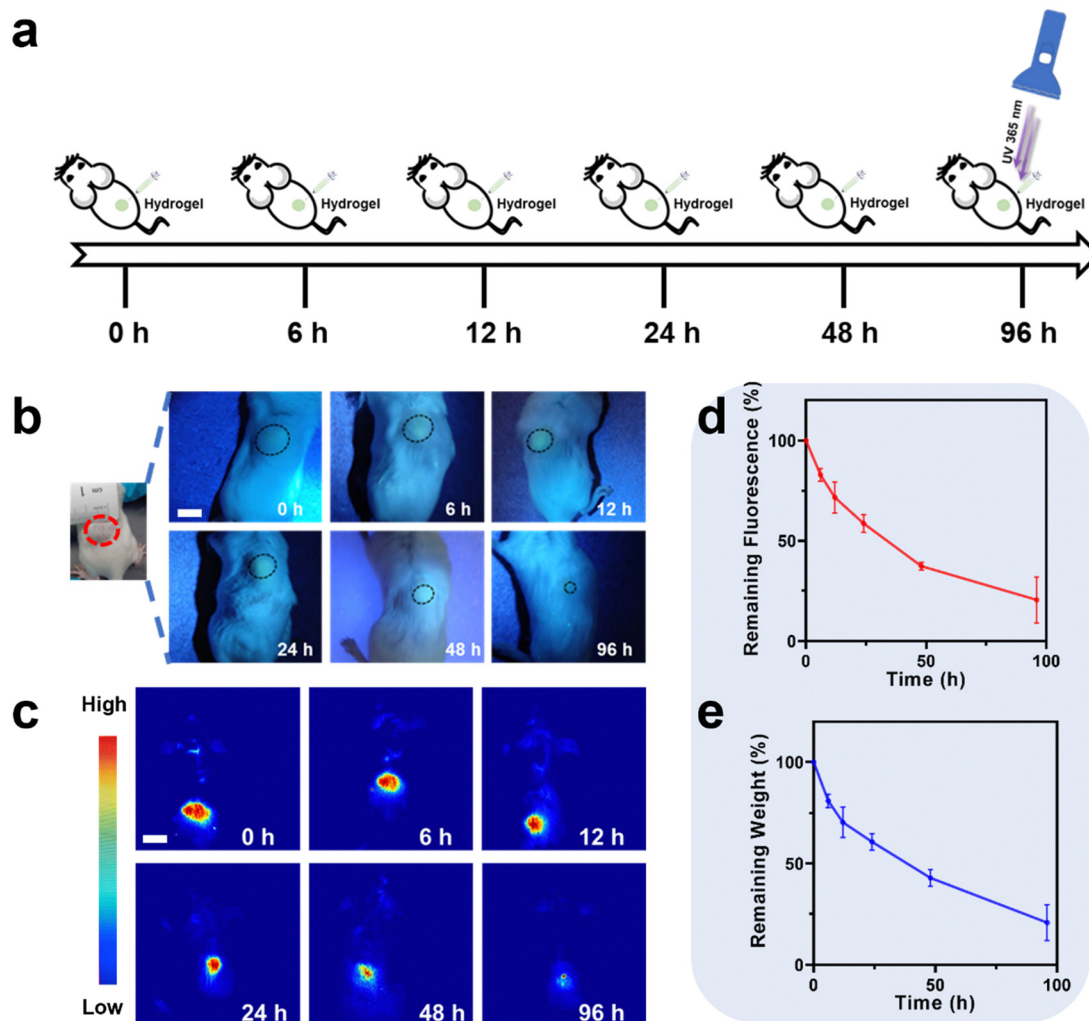 a
UV 365 nm
Hydrogel
Hydrogel
Hydrogel
Hydrogel
Hydrogel
Hydrogel
0 h
6 h
12 h
24 h
48 h
96 h
b
cm
1
0 h
6 h
12 h
24 h
48 h
96 h
c
High
Low
0 h
6 h
12 h
24 h
48 h
96 h
d
Remaining Fluorescence (%)
100
50
0
0
50
100
Time (h)
e
Remaining Weight (%)
100
50
0
0
50
100
Time (h)